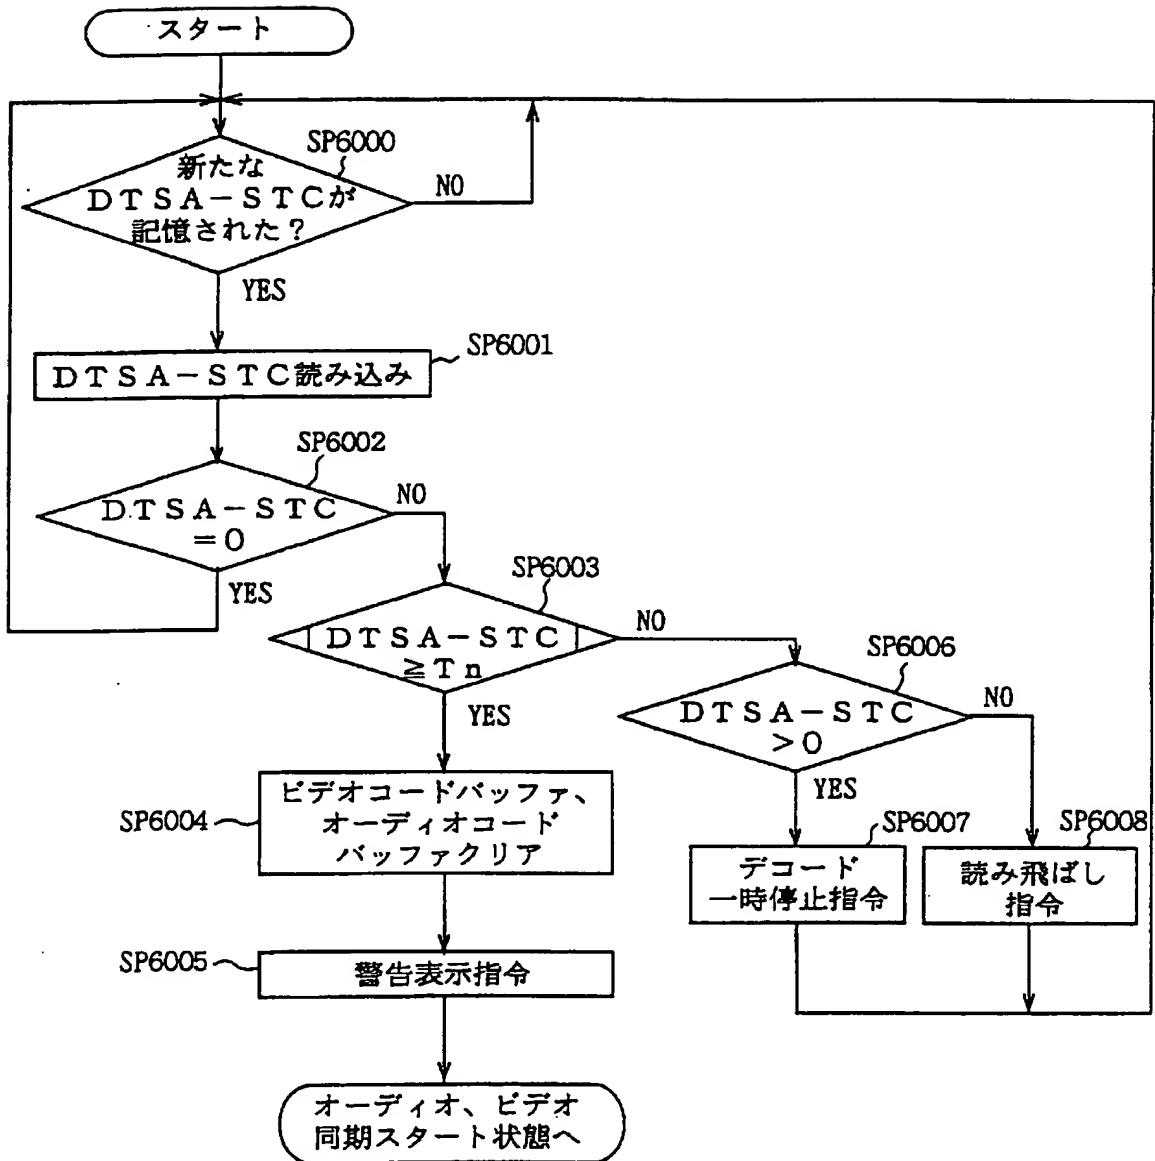 スタート
SP6000
新たな
DTSA-STCが
記憶された?
NO
YES
SP6001
DTSA-STC読み込み
SP6002
DTSA-STC
=0
NO
YES
SP6003
|DTSA-STC|
≧Tn
NO
YES
SP6006
DTSA-STC
>0
NO
YES
SP6004
ビデオコードバッファ、
オーディオコード
バッファクリア
SP6007
デコード
一時停止指令
SP6008
読み飛ばし
指令
SP6005
警告表示指令
オーディオ、ビデオ
同期スタート状態へ